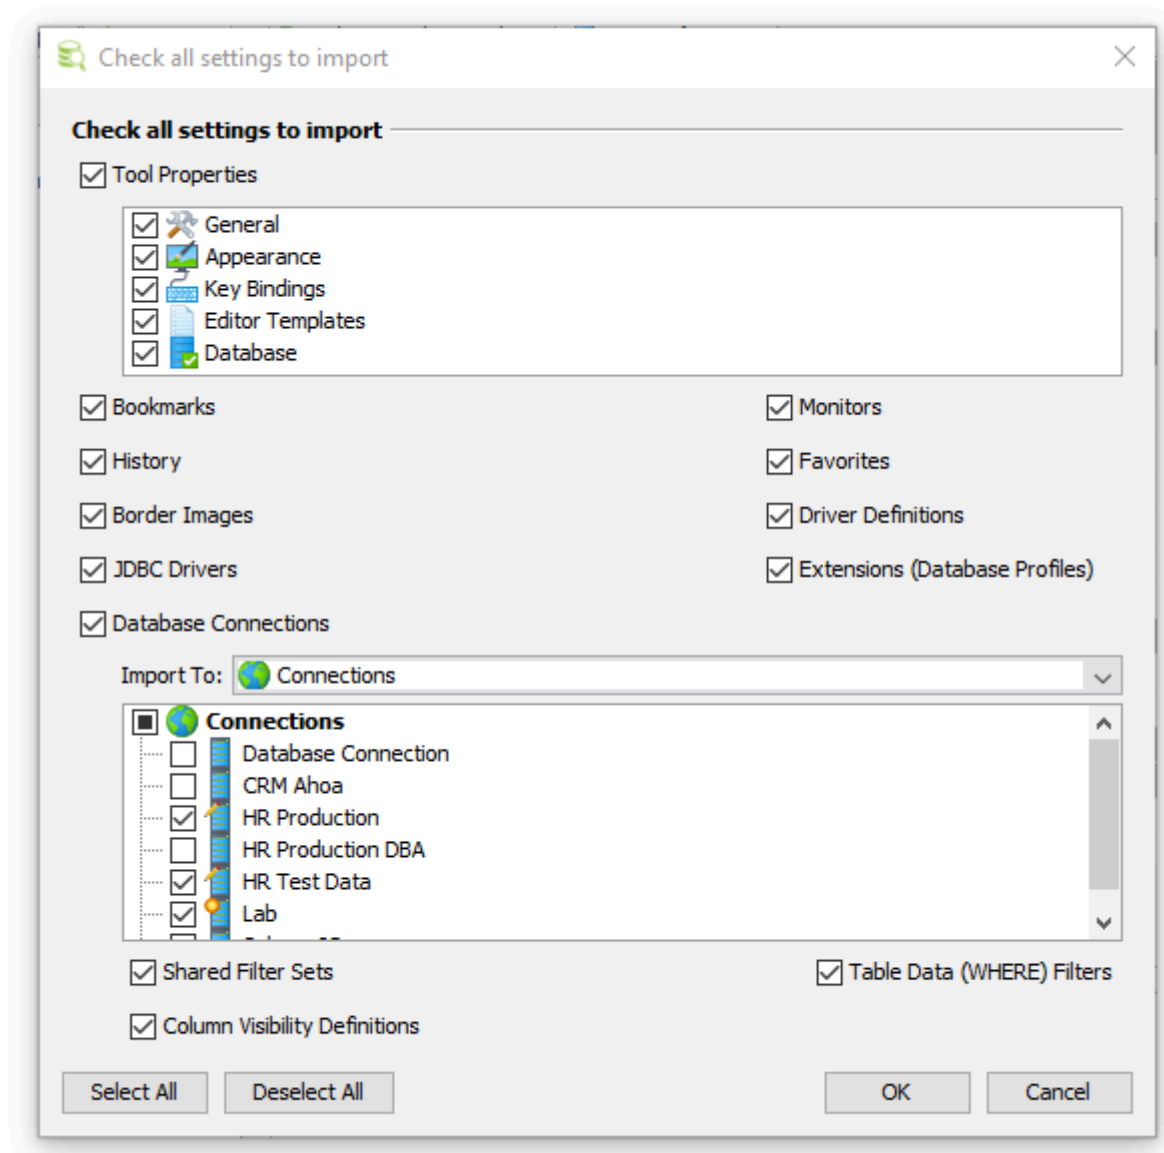 Check all settings to import
Check all settings to import
Tool Properties
General
Appearance
Key Bindings
Editor Templates
Database
Bookmarks
Monitors
History
Favorites
Border Images
Driver Definitions
JDBC Drivers
Extensions (Database Profiles)
Database Connections
Import To: Connections
Connections
Database Connection
CRM Ahoa
HR Production
HR Production DBA
HR Test Data
Lab
Shared Filter Sets
Table Data (WHERE) Filters
Column Visibility Definitions
Select All
Deselect All
OK
Cancel